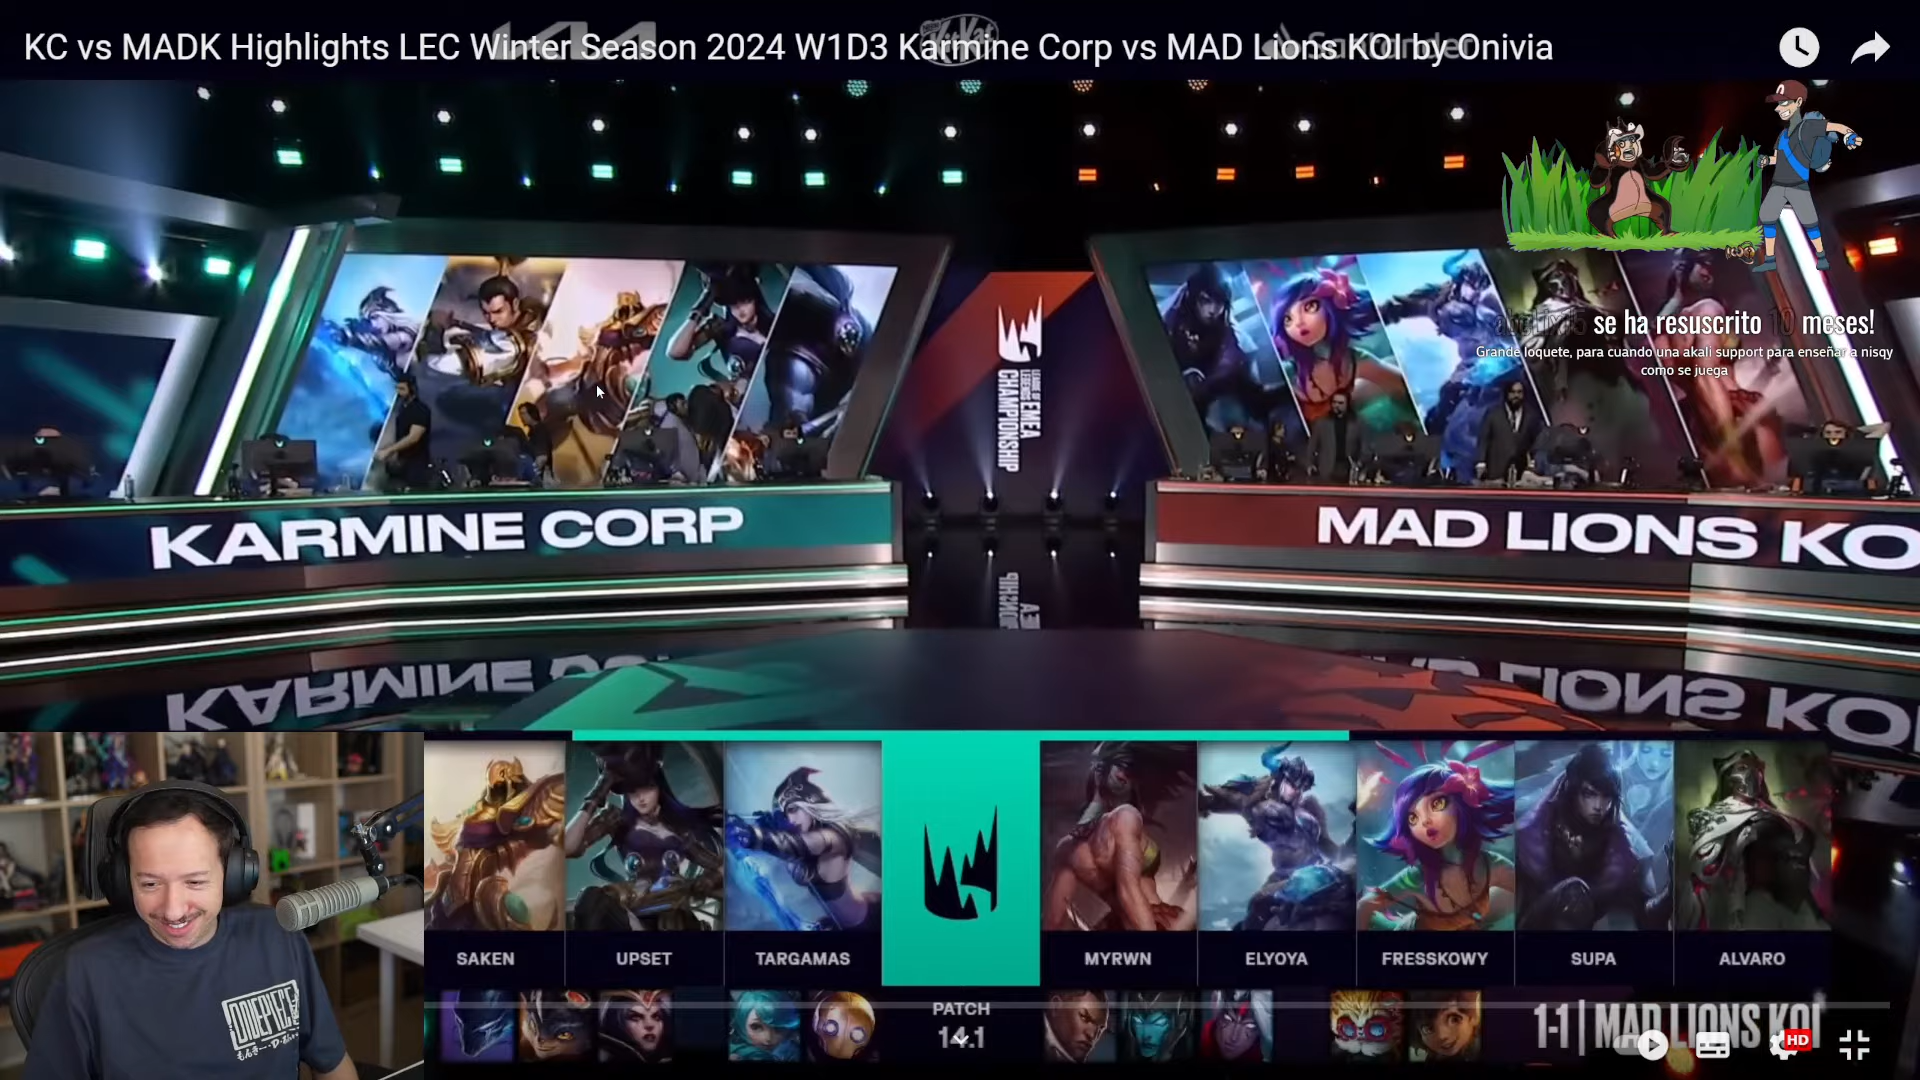 KC vs MADK Highlights LEC Winter Season 2024 W1D3 Karmine Corp vs MAD Lions KOI by Onivia
se ha resuscrito 10 meses!
Grande loquete, para cuando una akali support para enseñar a nisqy
como se juega
LEAGUE OF
LEGENDS EMEA
CHAMPIONSHIP
KARMINE CORP
MAD LIONS KO
SAKEN
UPSET
TARGAMAS
MYRWN
ELYOYA
FRESSKOWY
SUPA
ALVARO
PATCH
14.1
1-1 | MAD LIONS KOI
HD